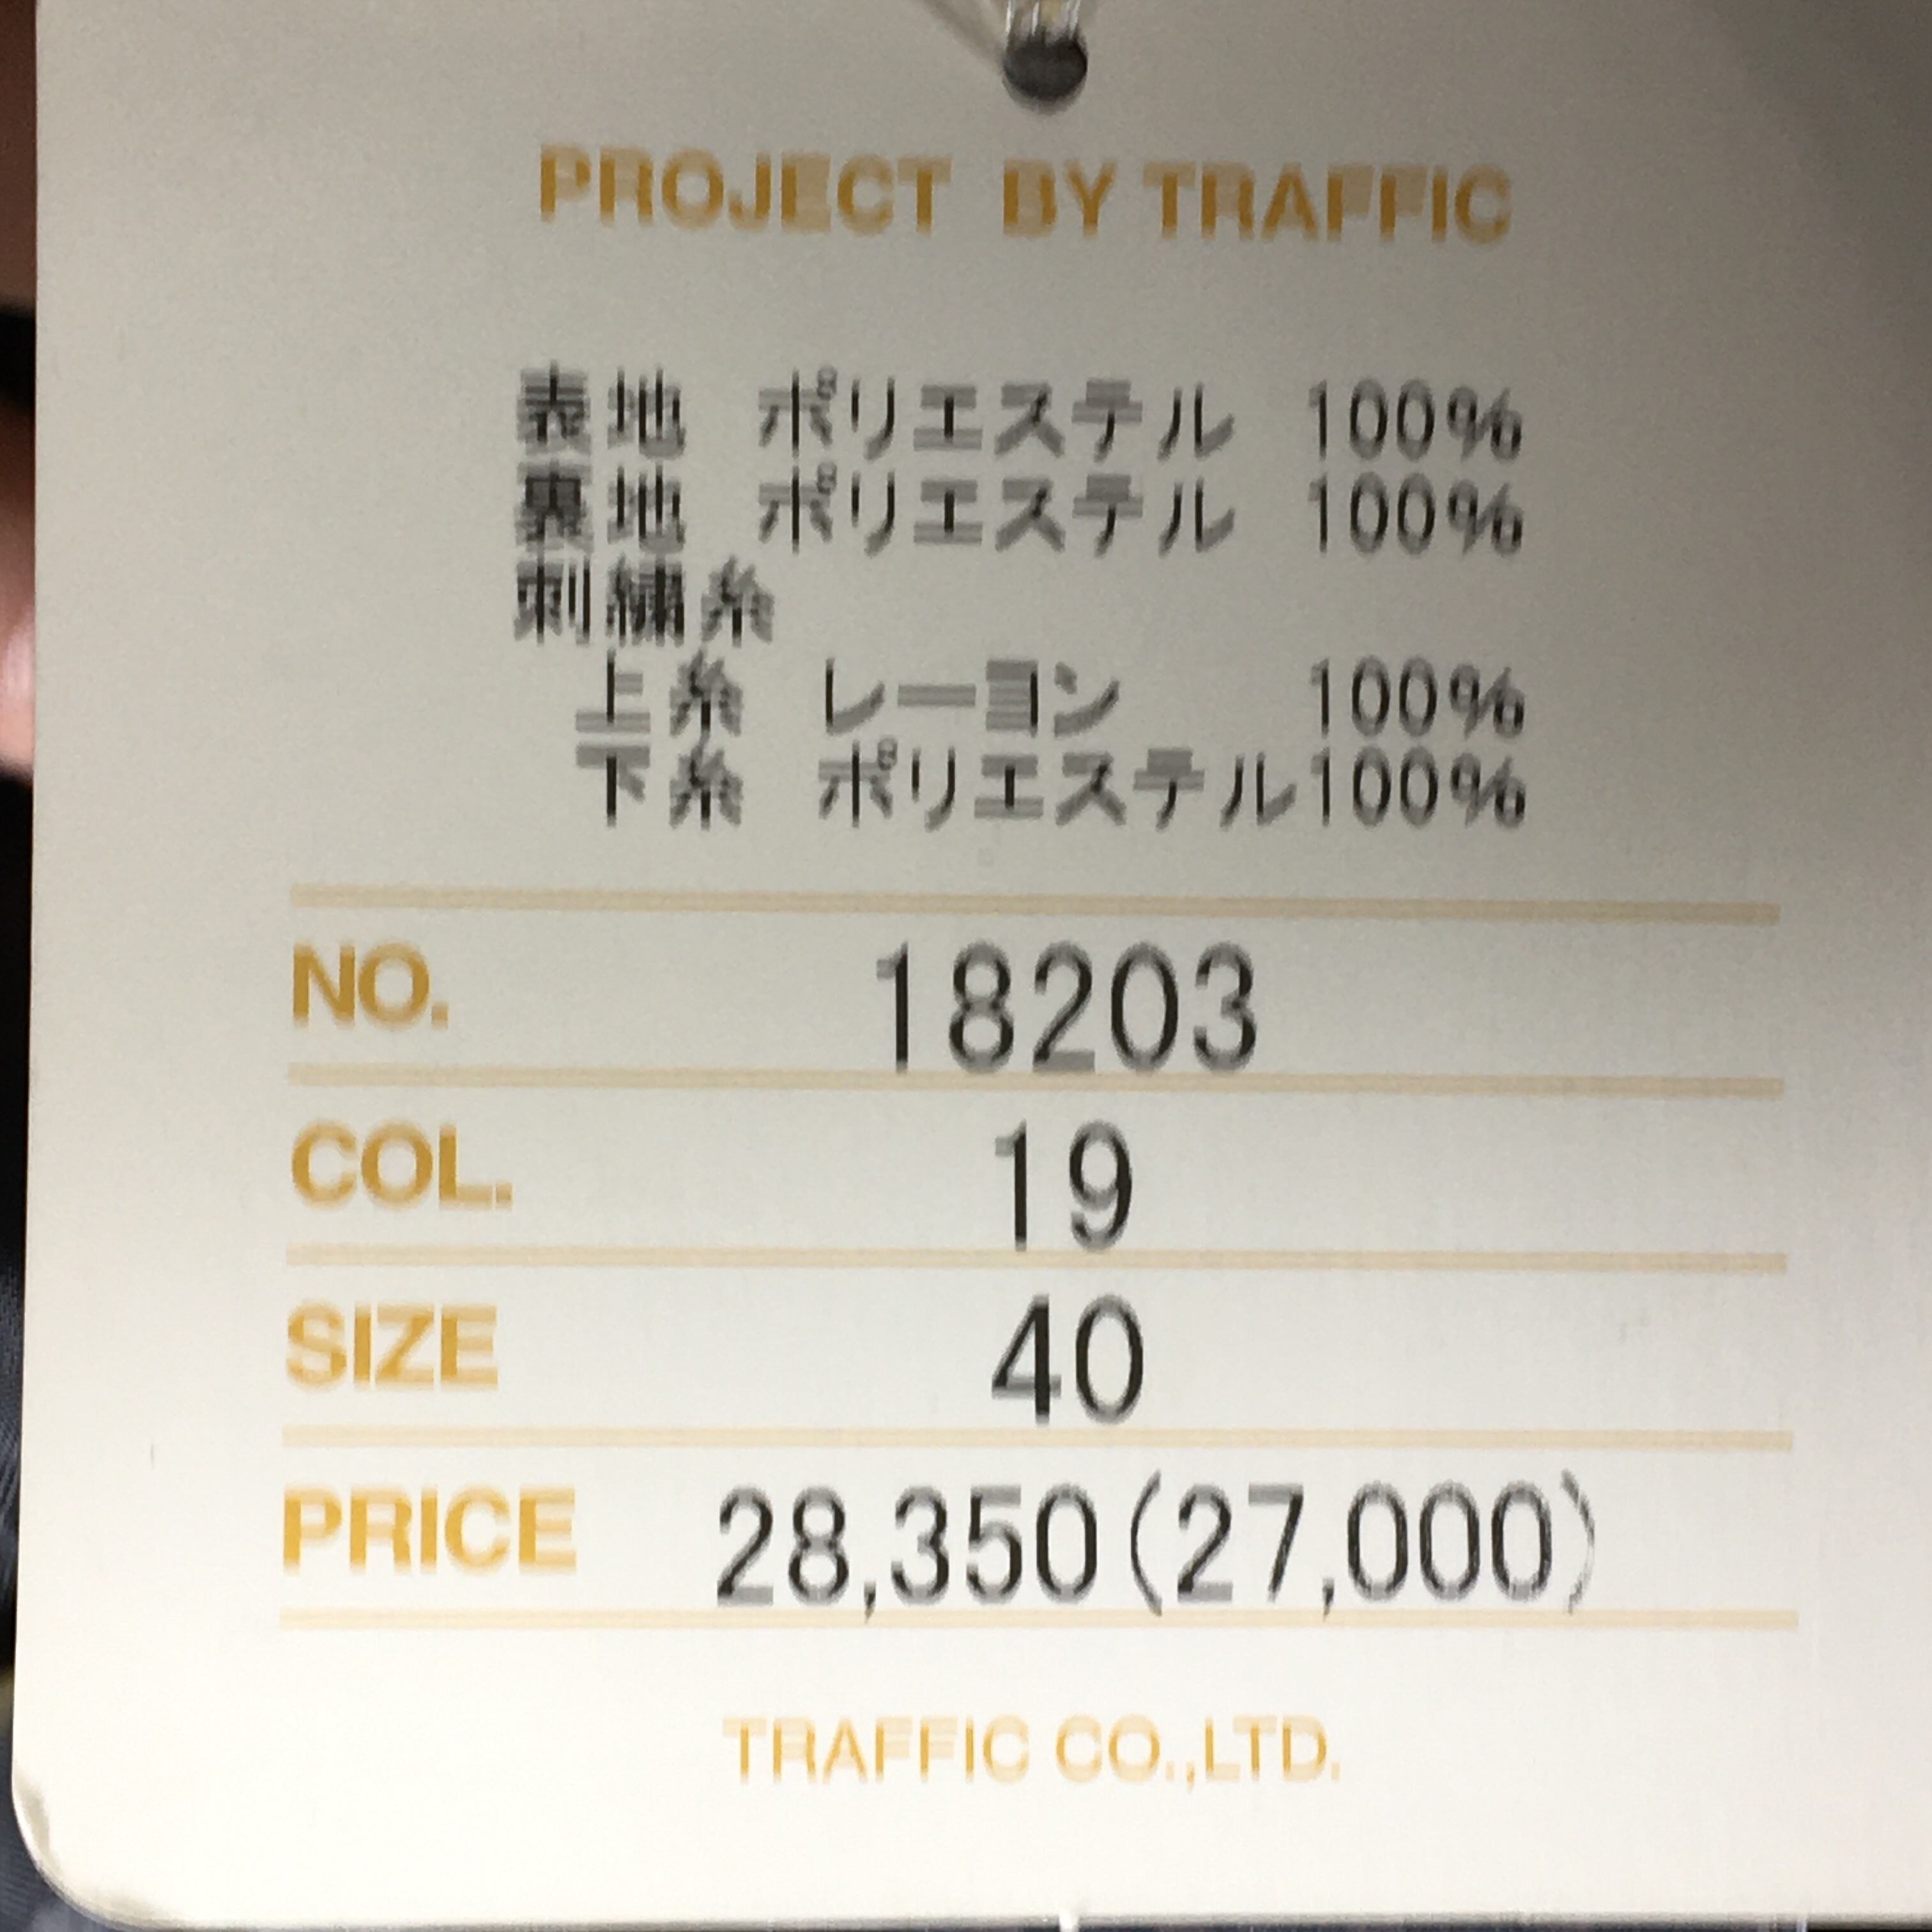 PROJECT BY TRAFFIC
表地 ポリエステル 100%
裏地 ポリエステル 100%
刺繍糸
上糸 レーヨン 100%
下糸 ポリエステル100%
NO. 18203
COL. 19
SIZE 40
PRICE 28,350(27,000)
TRAFFIC CO.,LTD.